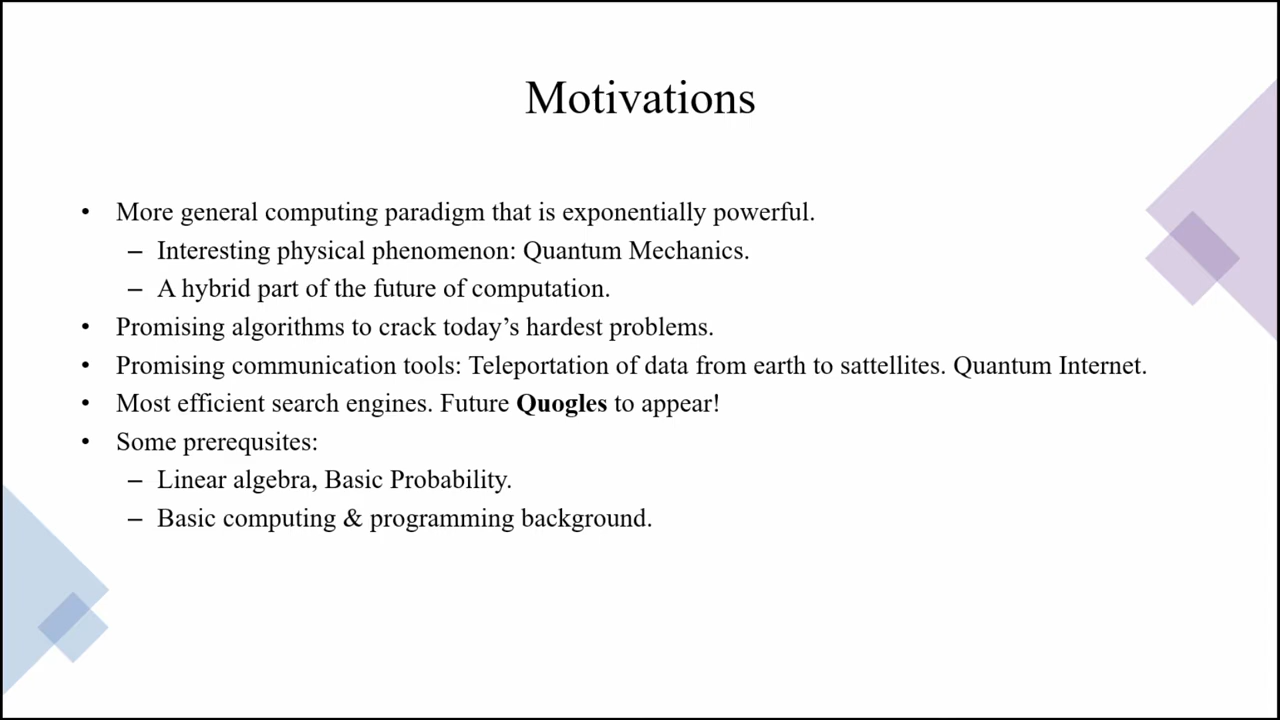 Motivations
• More general computing paradigm that is exponentially powerful.
– Interesting physical phenomenon: Quantum Mechanics.
– A hybrid part of the future of computation.
• Promising algorithms to crack today’s hardest problems.
• Promising communication tools: Teleportation of data from earth to sattellites. Quantum Internet.
• Most efficient search engines. Future Quogles to appear!
• Some prerequsites:
– Linear algebra, Basic Probability.
– Basic computing & programming background.